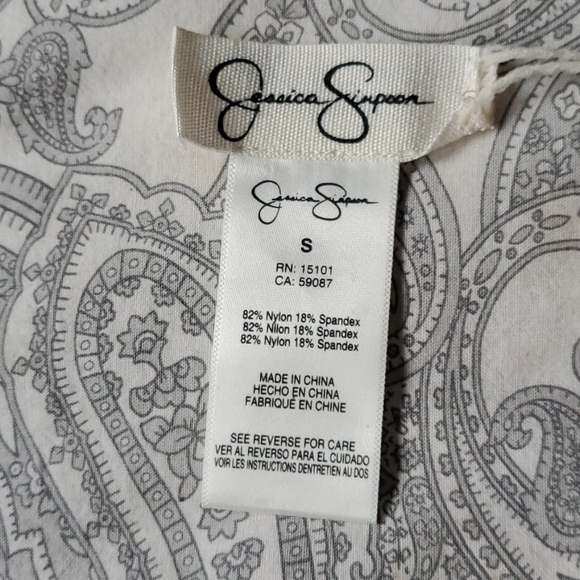 Jessica Simpson
Jessica Simpson
S
RN: 15101
CA: 59087
82% Nylon 18% Spandex
82% Nilon 18% Spandex
82% Nylon 18% Spandex
MADE IN CHINA
HECHO EN CHINA
FABRIQUÉ EN CHINE
SEE REVERSE FOR CARE
VER AL REVERSO PARA EL CUIDADO
VOIR LES INSTRUCTIONS DENTRETIEN AU DOS